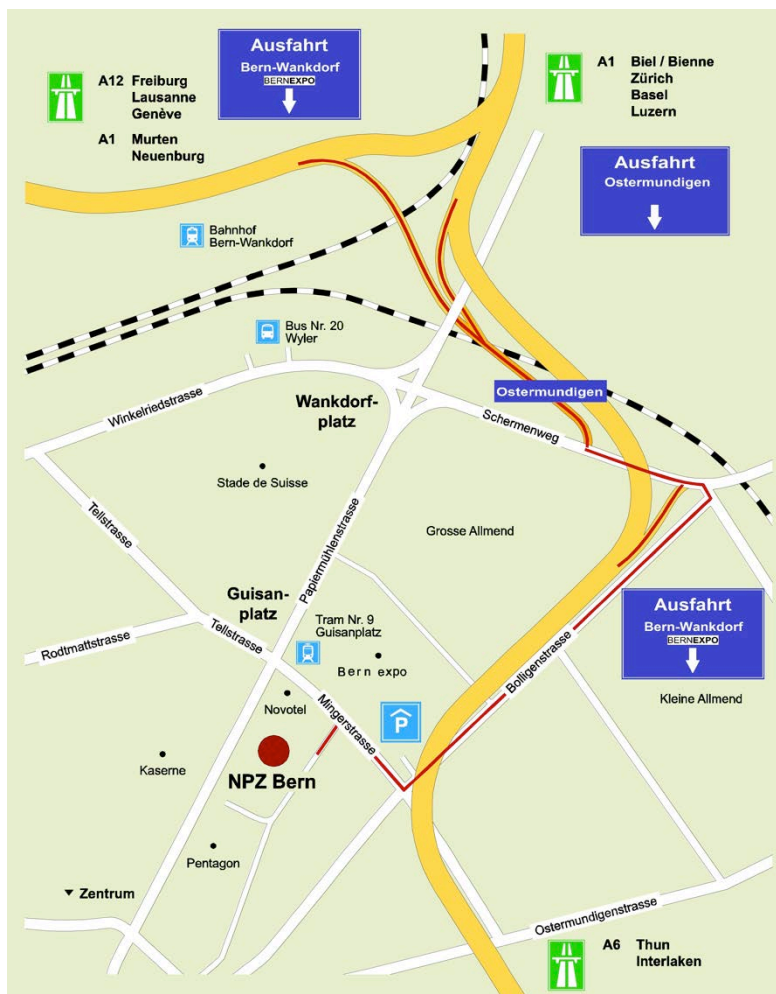 Ausfahrt
Bern-Wankdorf
BERNEXPO
A12 Freiburg
Lausanne
Genève
A1 Murten
Neuenburg
A1 Biel / Bienne
Zürich
Basel
Luzern
Ausfahrt
Ostermundigen
Bahnhof
Bern-Wankdorf
Bus Nr. 20
Wyler
Ostermundigen
Winkelriedstrasse
Wankdorf-
platz
Schermenweg
Stade de Suisse
Tellstrasse
Papiermühlenstrasse
Grosse Allmend
Guisan-
platz
Tram Nr. 9
Guisanplatz
Rodtmattstrasse
Tellstrasse
Bern expo
Ausfahrt
Bern-Wankdorf
BERNEXPO
Bolligenstrasse
Kleine Allmend
Novotel
Mingerstrasse
P
Kaserne
NPZ Bern
Pentagon
Zentrum
Ostermundigenstrasse
A6 Thun
Interlaken